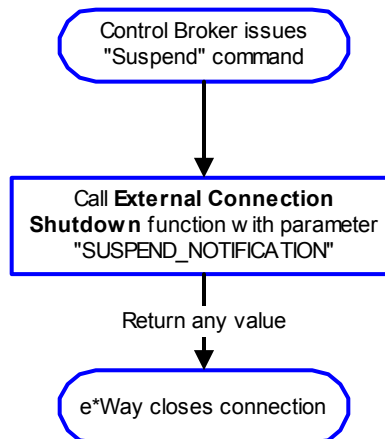 Control Broker issues
"Suspend" command
Call External Connection
Shutdown function with parameter
"SUSPEND_NOTIFICATION"
Return any value
e*Way closes connection